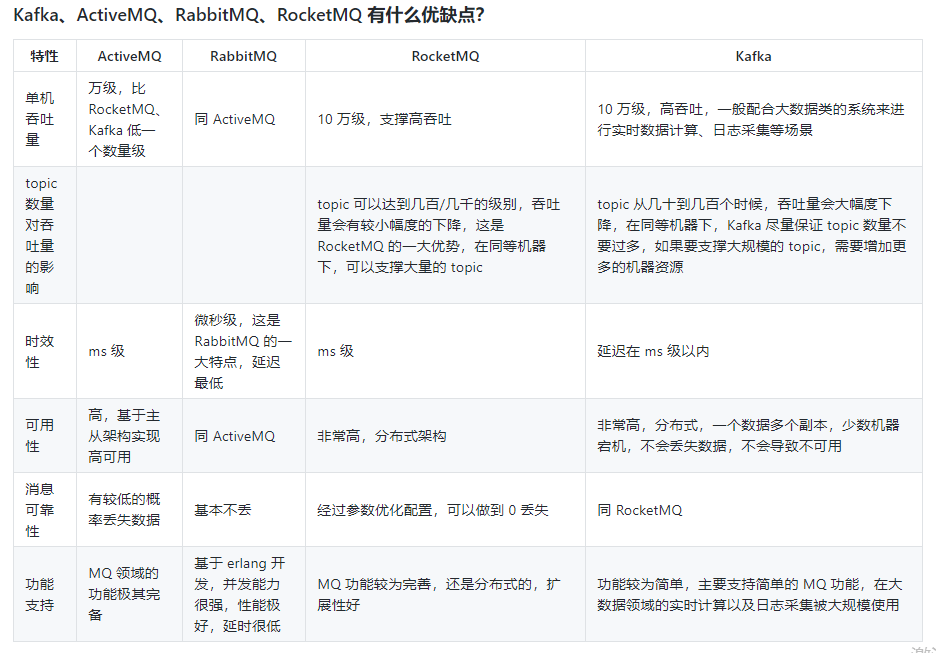 Kafka、ActiveMQ、RabbitMQ、RocketMQ 有什么优缺点？
特性
ActiveMQ
RabbitMQ
RocketMQ
Kafka
单机
吞吐
量
万级，比
RocketMQ、
Kafka 低一
个数量级
同 ActiveMQ
10 万级，支撑高吞吐
10 万级，高吞吐，一般配合大数据类的系统来进
行实时数据计算、日志采集等场景
topic
数量
对吞
吐量
的影
响
topic 可以达到几百/几千的级别，吞吐
量会有较小幅度的下降，这是
RocketMQ 的一大优势，在同等机器
下，可以支撑大量的 topic
topic 从几十到几百个时候，吞吐量会大幅度下
降，在同等机器下，Kafka 尽量保证 topic 数量不
要过多，如果要支撑大规模的 topic，需要增加更
多的机器资源
时效
性
ms 级
微秒级，这是
RabbitMQ 的一
大特点，延迟
最低
ms 级
延迟在 ms 级以内
可用
性
高，基于主
从架构实现
高可用
同 ActiveMQ
非常高，分布式架构
非常高，分布式，一个数据多个副本，少数机器
宕机，不会丢失数据，不会导致不可用
消息
可靠
性
有较低的概
率丢失数据
基本不丢
经过参数优化配置，可以做到 0 丢失
同 RocketMQ
功能
支持
MQ 领域的
功能极其完
备
基于 erlang 开
发，并发能力
很强，性能极
好，延时很低
MQ 功能较为完善，还是分布式的，扩
展性好
功能较为简单，主要支持简单的 MQ 功能，在大
数据领域的实时计算以及日志采集被大规模使用